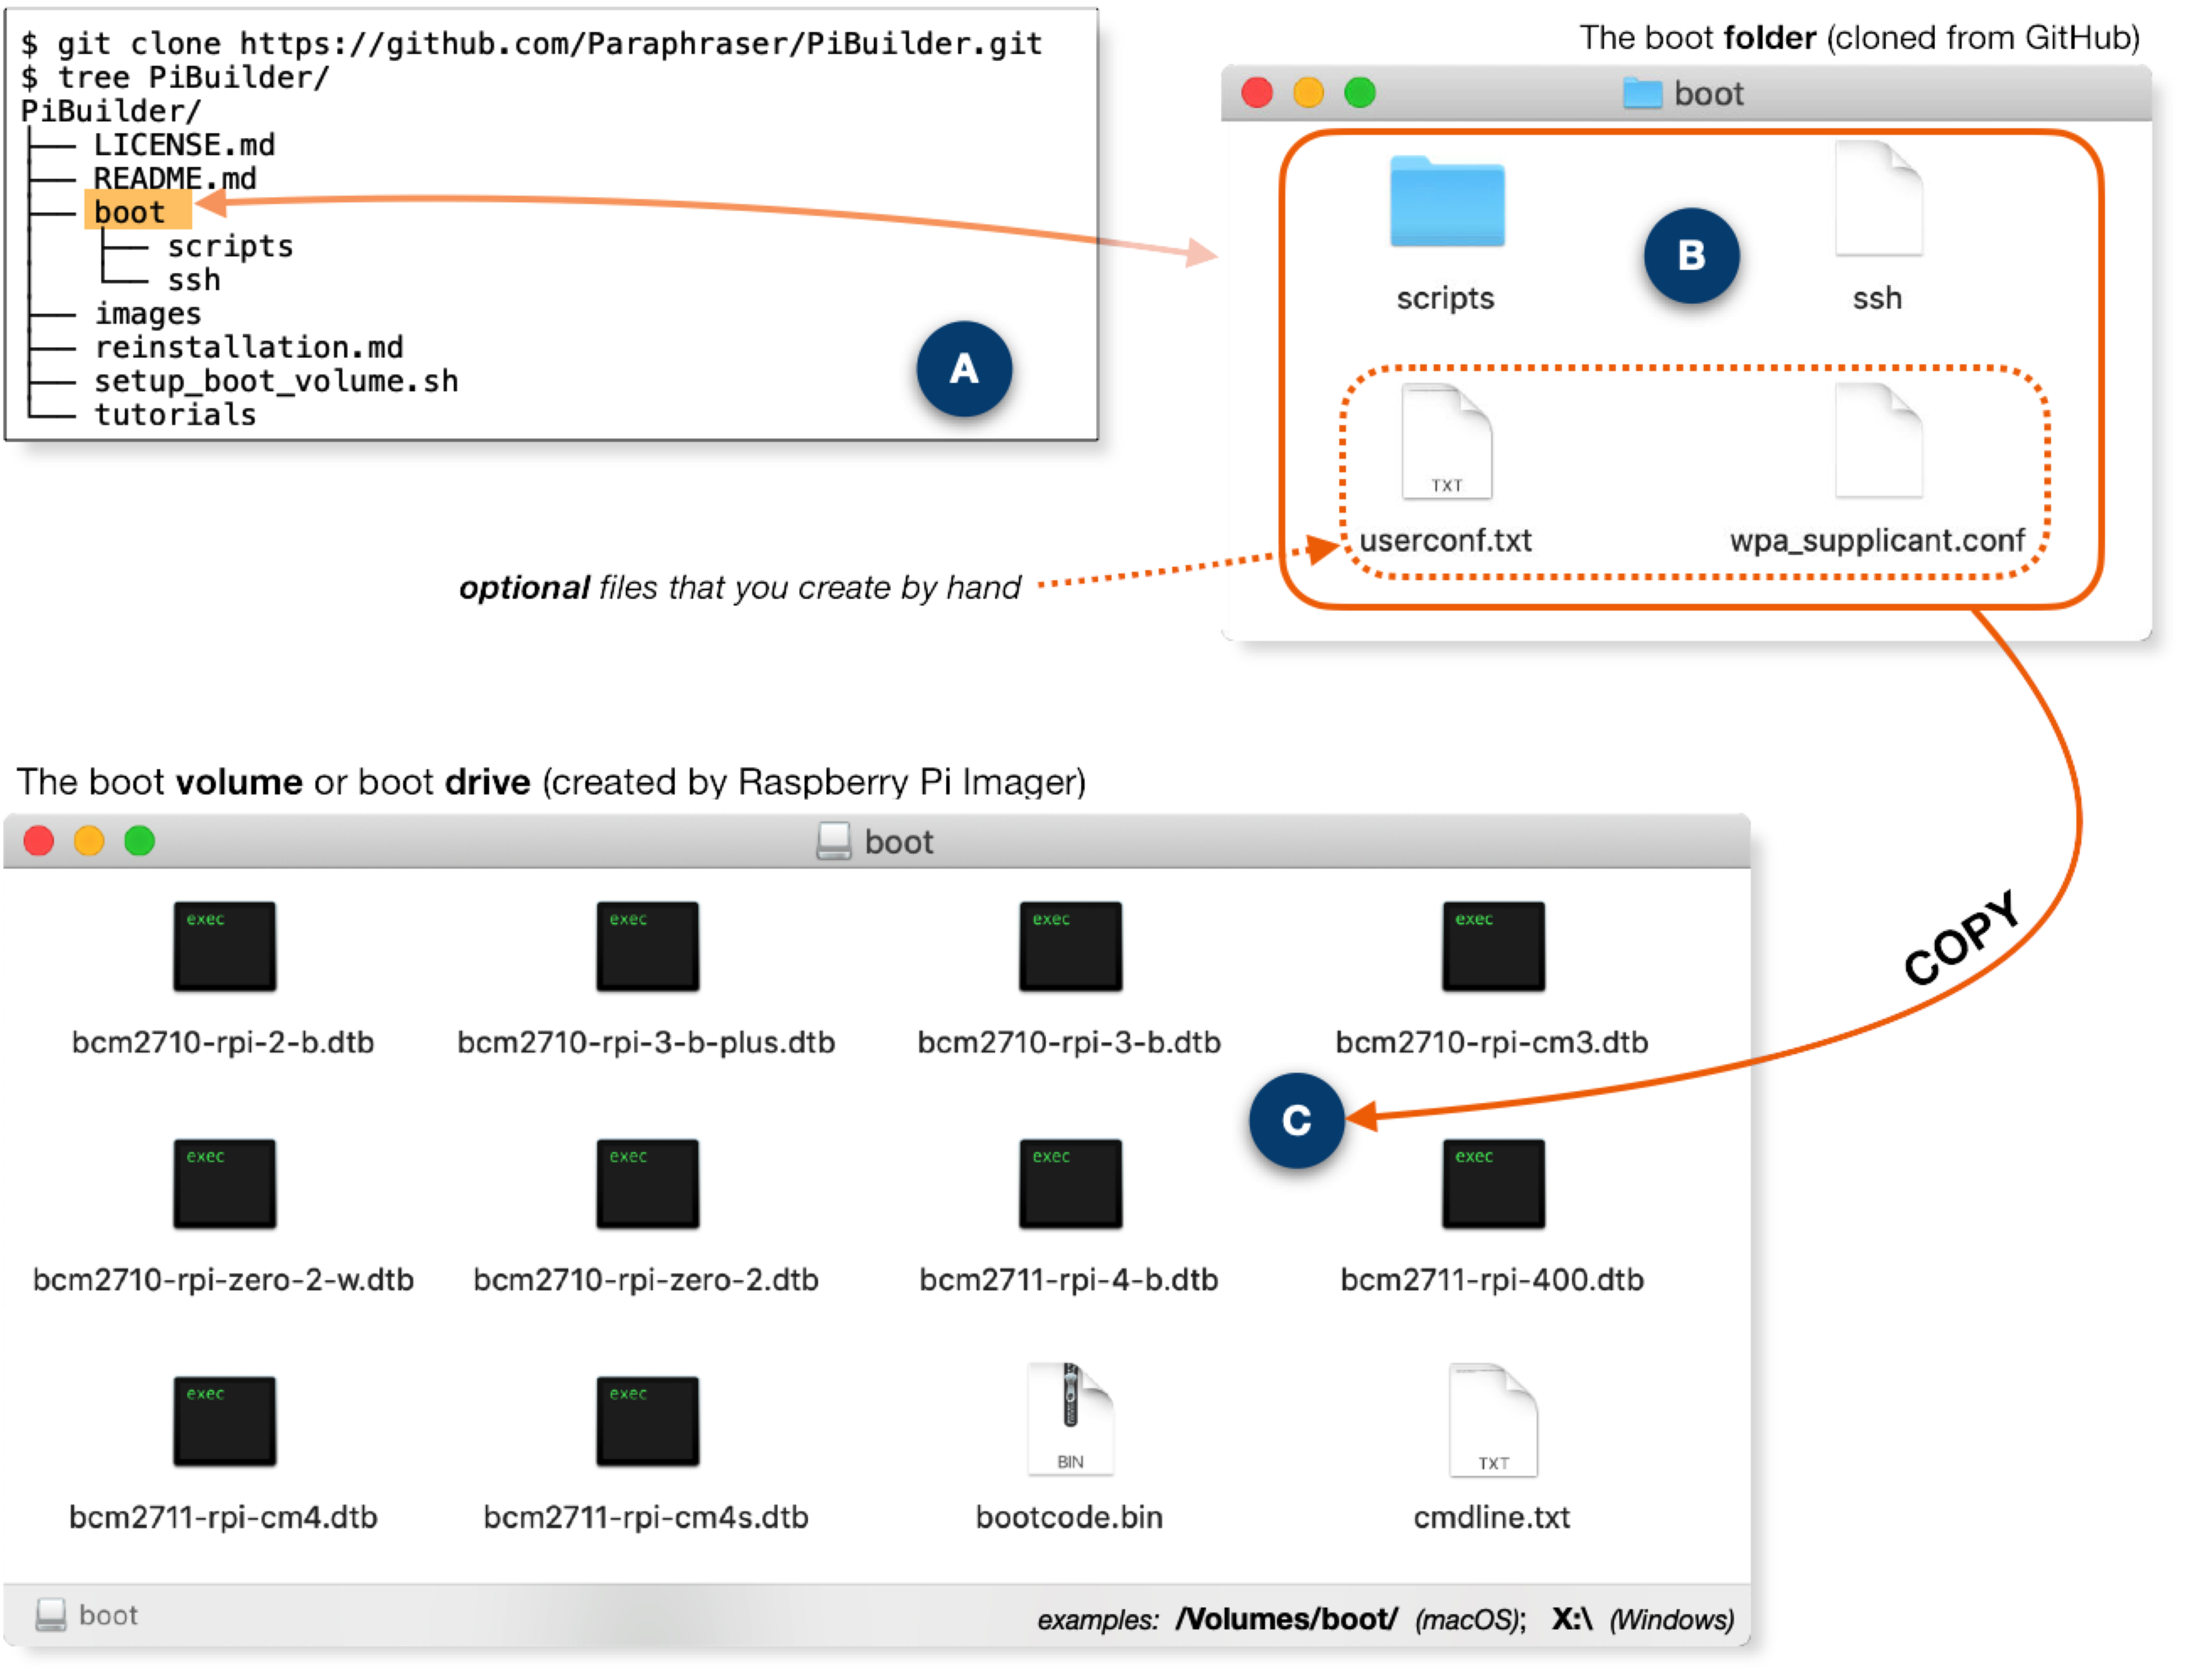 $ git clone https://github.com/Paraphraser/PiBuilder.git
$ tree PiBuilder/
PiBuilder/
├── LICENSE.md
├── README.md
├── boot
│   ├── scripts
│   └── ssh
├── images
├── reinstallation.md
├── setup_boot_volume.sh
└── tutorials
A
The boot folder (cloned from GitHub)
boot
scripts
B
ssh
TXT
userconf.txt
wpa_supplicant.conf
optional files that you create by hand
COPY
The boot volume or boot drive (created by Raspberry Pi Imager)
boot
exec exec exec exec
bcm2710-rpi-2-b.dtb bcm2710-rpi-3-b-plus.dtb bcm2710-rpi-3-b.dtb bcm2710-rpi-cm3.dtb
C
exec exec exec exec
bcm2710-rpi-zero-2-w.dtb bcm2710-rpi-zero-2.dtb bcm2711-rpi-4-b.dtb bcm2711-rpi-400.dtb
exec exec BIN TXT
bcm2711-rpi-cm4.dtb bcm2711-rpi-cm4s.dtb bootcode.bin cmdline.txt
boot
examples: /Volumes/boot/ (macOS); X:\ (Windows)